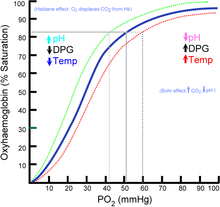 (Haldane effect: O2 displaces CO2 from Hb)
↑pH
↓DPG
↓Temp
↓pH
↑DPG
↑Temp
(Bohr effect ↑CO2 ↓pH)
Oxyhaemoglobin (% Saturation)
100
90
80
70
60
50
40
30
20
10
0
10 20 30 40 50 60 70 80 90 100
PO2 (mmHg)